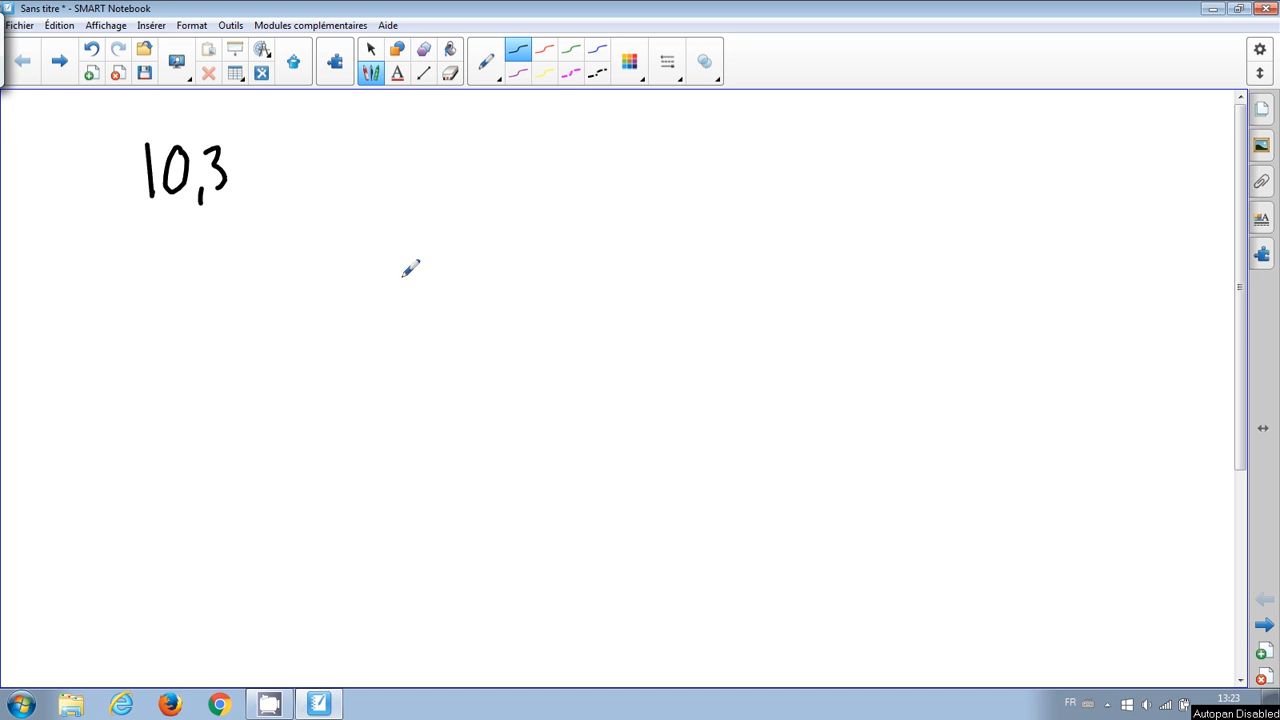 Sans titre * - SMART Notebook
Fichier Édition Affichage Insérer Format Outils Modules complémentaires Aide
10,3
FR
13:23
Autopan Disabled